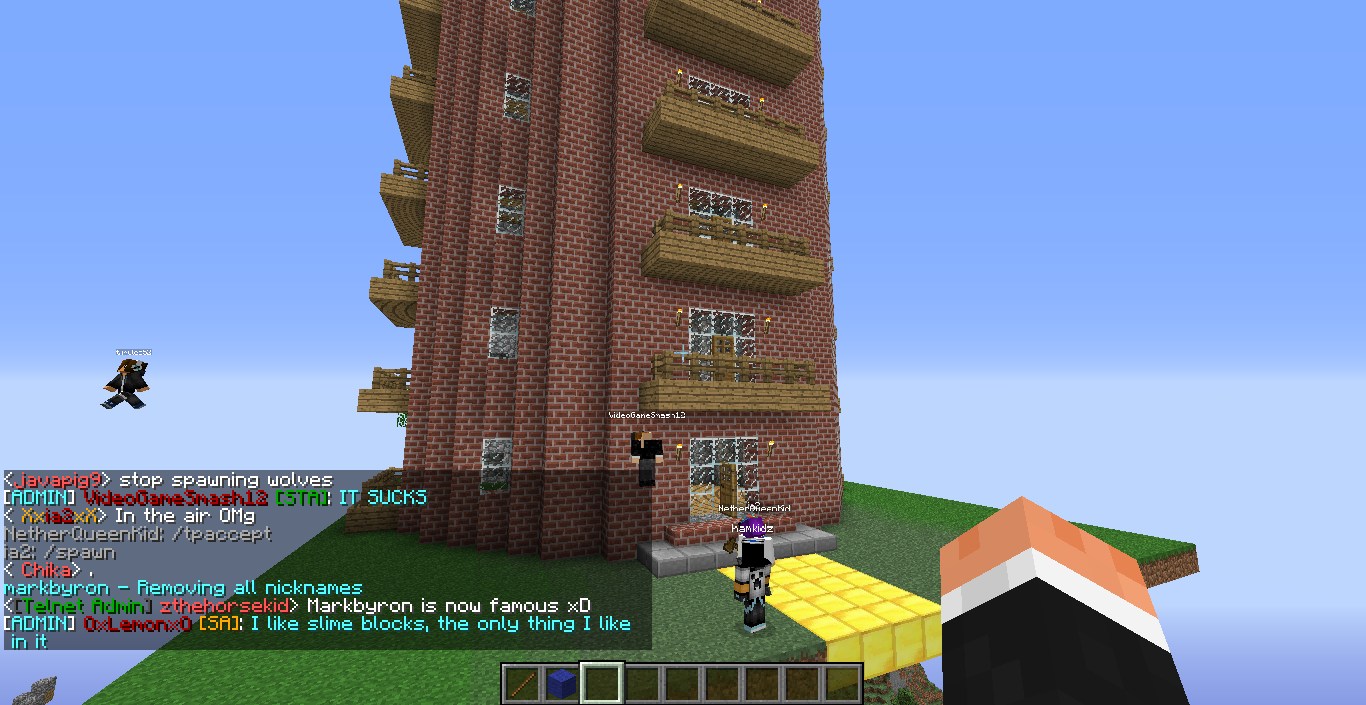 VideoGameSmash12
<javapig9> stop spawning wolves
[ADMIN] VideoGameSmash12 [STA]: IT SUCKS
< Xxia2xX> In the air OMg
NetherQueenKid: /tpaccept
ia2: /spawn
< Chika> .
markbyron - Removing all nicknames
<[Telnet Admin] zthehorsekid> Markbyron is now famous xD
[ADMIN] OxLemonxO [SA]: I like slime blocks, the only thing I like
in it
NetherQueenKid
hamkidz